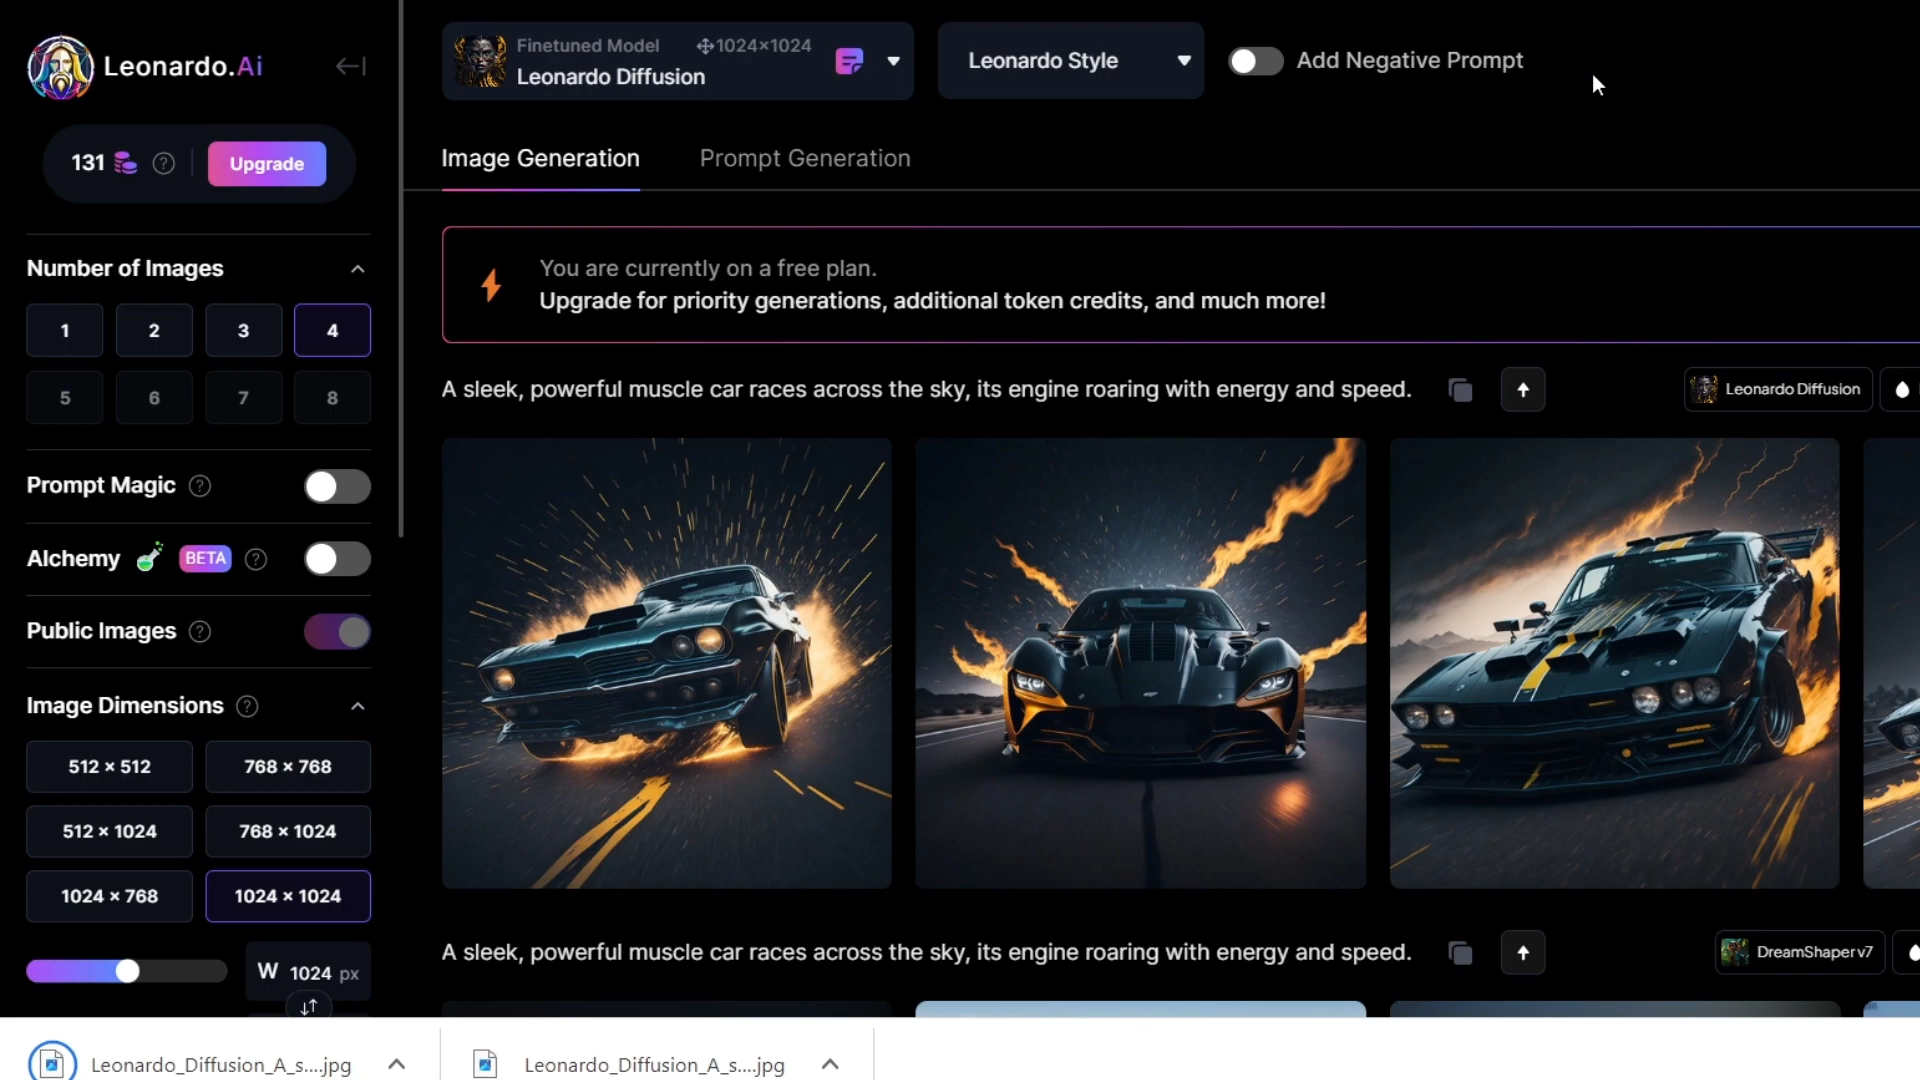 Leonardo.Ai
Finetuned Model 1024×1024
Leonardo Diffusion
Leonardo Style
Add Negative Prompt
131
Upgrade
Image Generation
Prompt Generation
You are currently on a free plan.
Upgrade for priority generations, additional token credits, and much more!
Number of Images
1 2 3 4
5 6 7 8
A sleek, powerful muscle car races across the sky, its engine roaring with energy and speed.
Leonardo Diffusion
Prompt Magic
Alchemy BETA
Public Images
Image Dimensions
512 × 512 768 × 768
512 × 1024 768 × 1024
1024 × 768 1024 × 1024
W 1024 px
A sleek, powerful muscle car races across the sky, its engine roaring with energy and speed.
DreamShaper v7
Leonardo_Diffusion_A_s....jpg
Leonardo_Diffusion_A_s....jpg